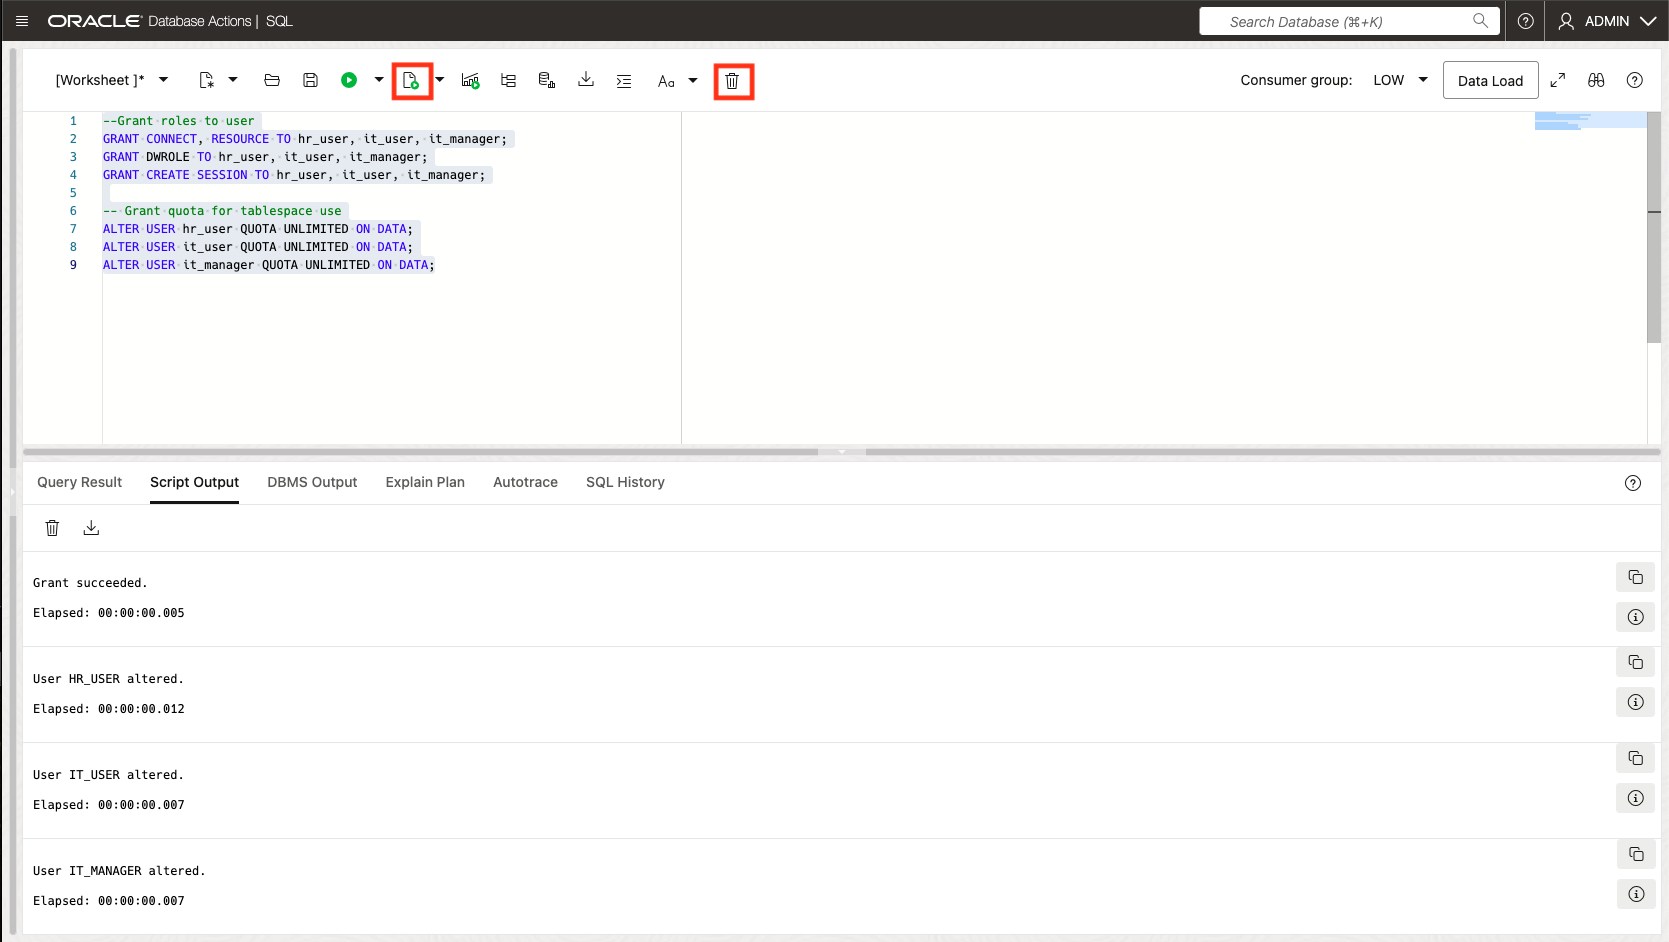 ORACLE Database Actions | SQL
Search Database (⌘+K)
ADMIN
[Worksheet ]*
Aa
Consumer group: LOW
Data Load
1 --Grant roles to user
2 GRANT CONNECT, RESOURCE TO hr_user, it_user, it_manager;
3 GRANT DWROLE TO hr_user, it_user, it_manager;
4 GRANT CREATE SESSION TO hr_user, it_user, it_manager;
5
6 -- Grant quota for tablespace use
7 ALTER USER hr_user QUOTA UNLIMITED ON DATA;
8 ALTER USER it_user QUOTA UNLIMITED ON DATA;
9 ALTER USER it_manager QUOTA UNLIMITED ON DATA;
Query Result Script Output DBMS Output Explain Plan Autotrace SQL History
Grant succeeded.
Elapsed: 00:00:00.005
User HR_USER altered.
Elapsed: 00:00:00.012
User IT_USER altered.
Elapsed: 00:00:00.007
User IT_MANAGER altered.
Elapsed: 00:00:00.007